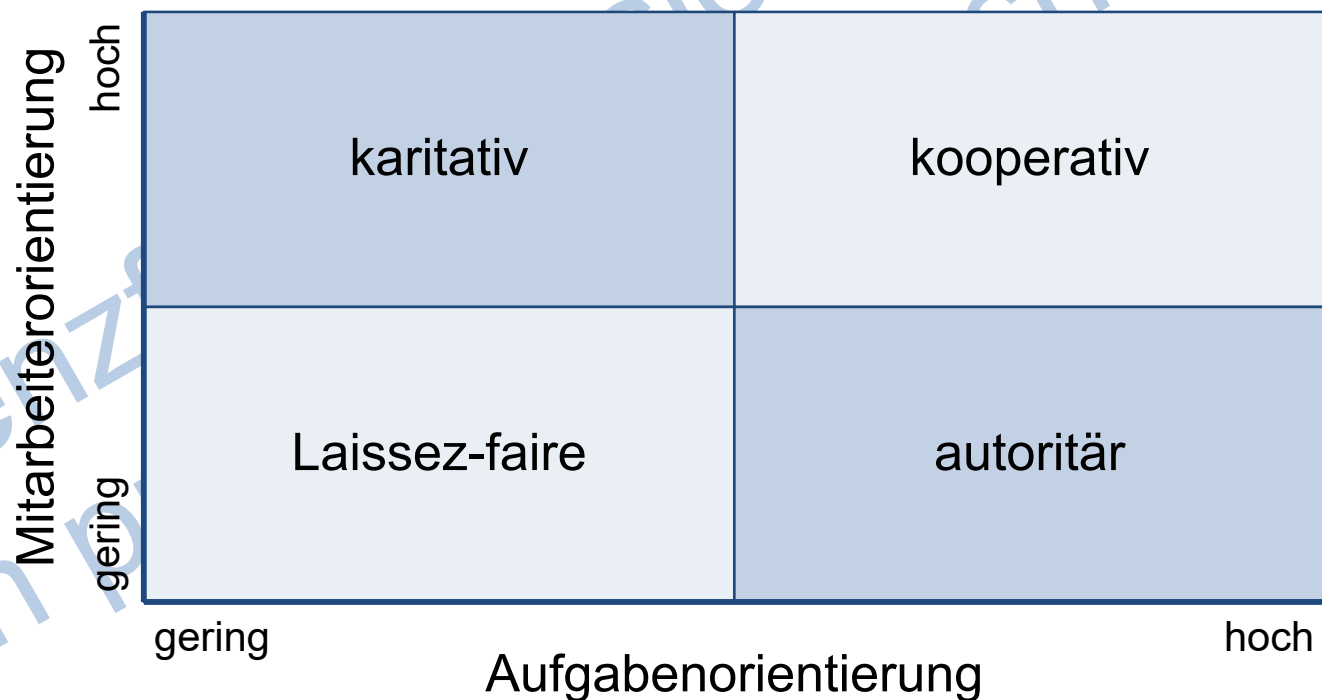 Mitarbeiterorientierung
hoch
karitativ
kooperativ
gering
Laissez-faire
autoritär
gering
hoch
Aufgabenorientierung